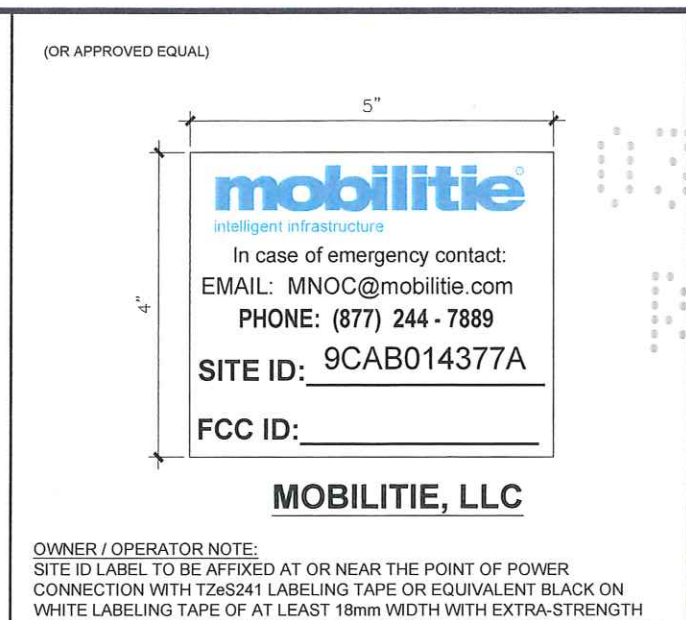 (OR APPROVED EQUAL)
5"
4"
mobilitie
intelligent infrastructure
In case of emergency contact:
EMAIL: MNOC@mobilitie.com
PHONE: (877) 244 - 7889
SITE ID: 9CAB014377A
FCC ID:
MOBILITIE, LLC
OWNER / OPERATOR NOTE:
SITE ID LABEL TO BE AFFIXED AT OR NEAR THE POINT OF POWER
CONNECTION WITH TZeS241 LABELING TAPE OR EQUIVALENT BLACK ON
WHITE LABELING TAPE OF AT LEAST 18mm WIDTH WITH EXTRA-STRENGTH